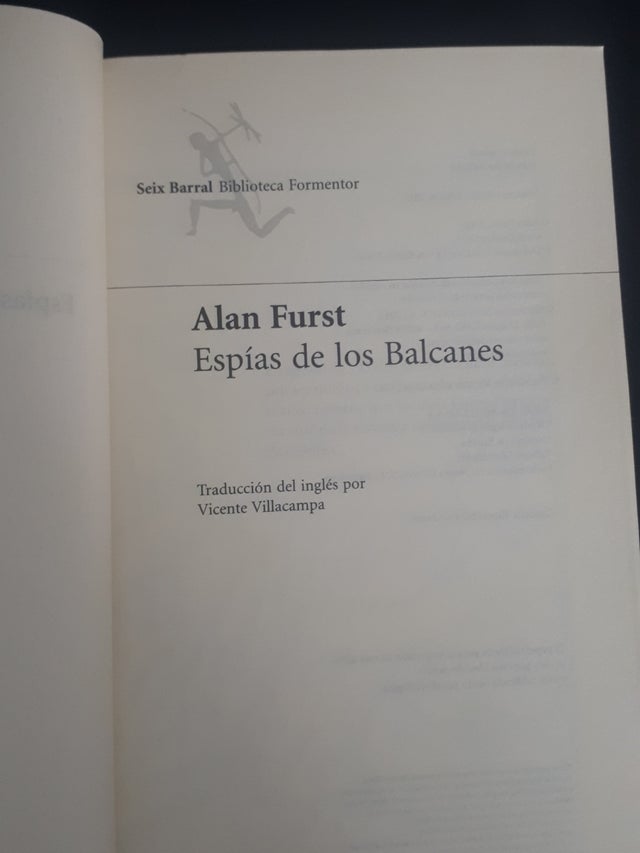 Seix Barral Biblioteca Formentor
Alan Furst
Espías de los Balcanes
Traducción del inglés por
Vicente Villacampa